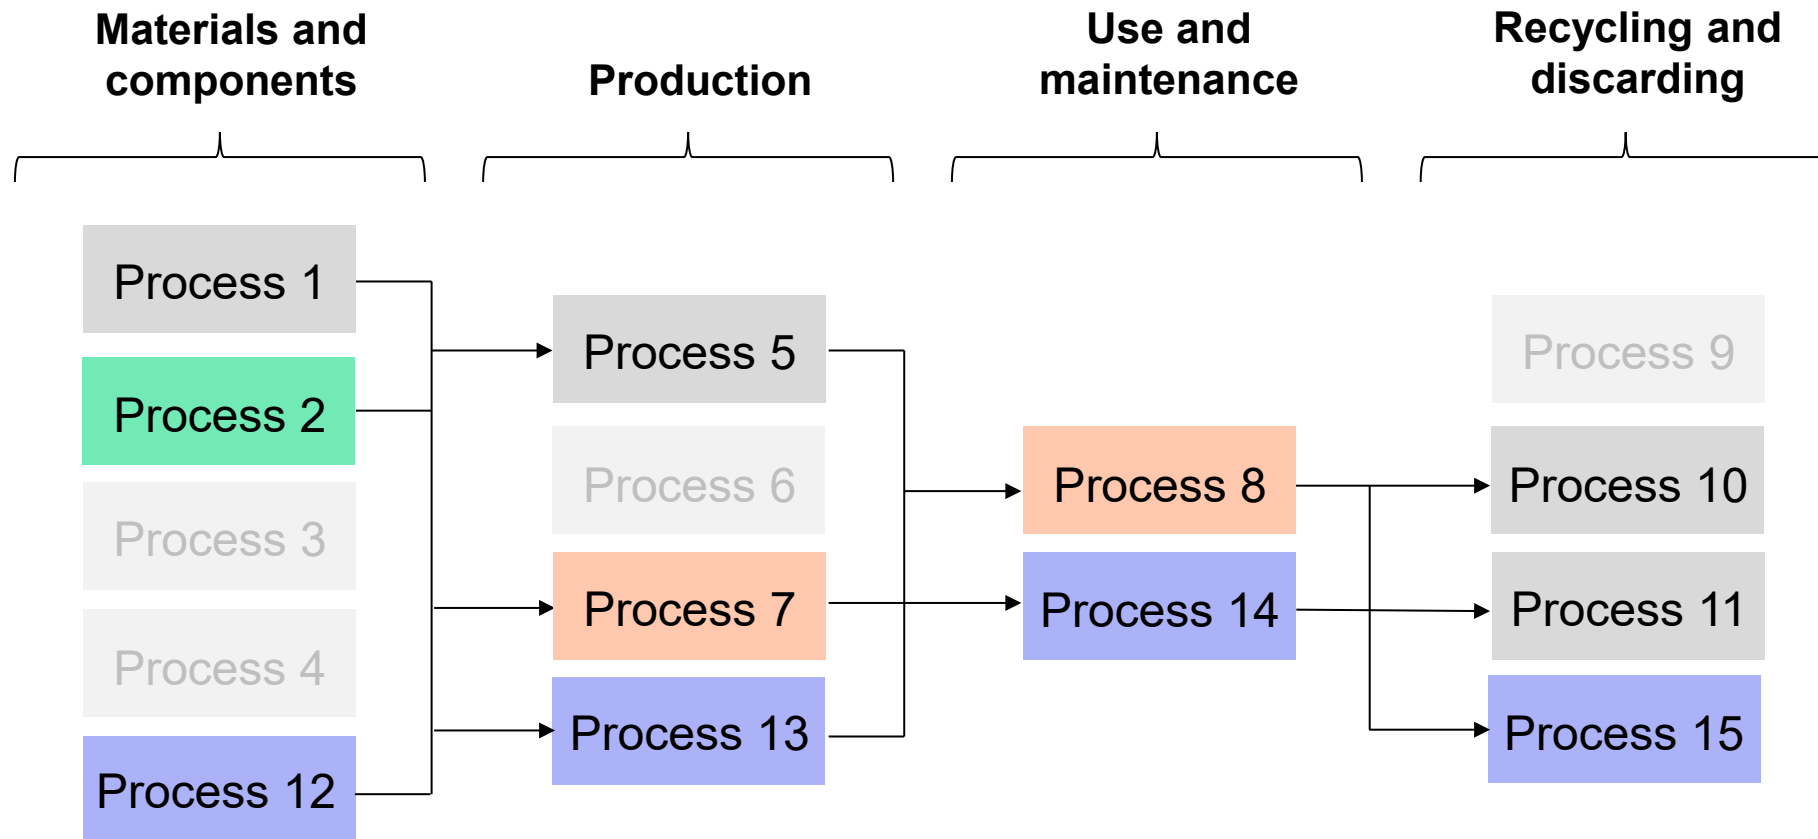 Materials and
components
Production
Use and
maintenance
Recycling and
discarding
Process 1
Process 2
Process 3
Process 4
Process 12
Process 5
Process 6
Process 7
Process 13
Process 8
Process 14
Process 9
Process 10
Process 11
Process 15